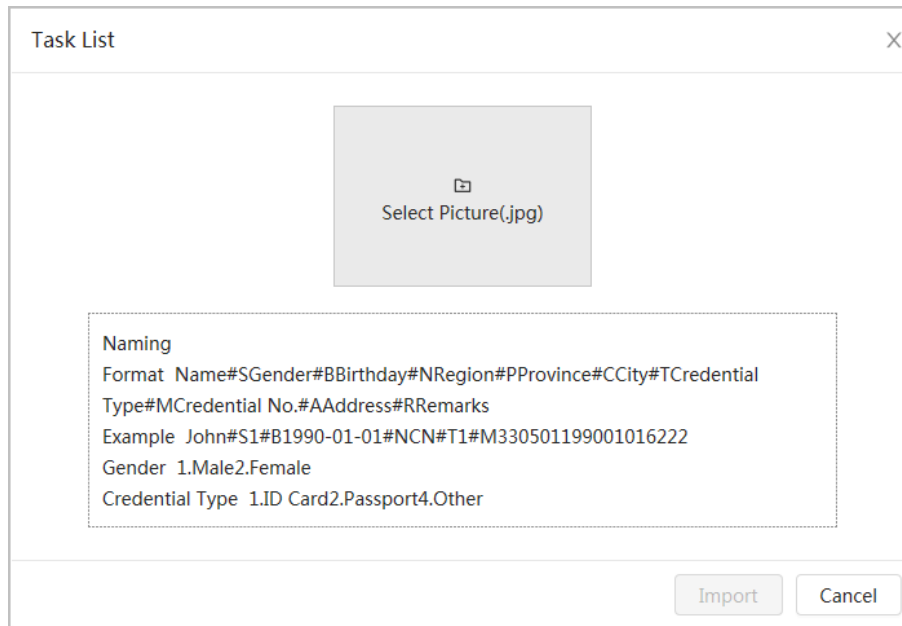 Task List
Select Picture(.jpg)
Naming
Format  Name#SGender#BBirthday#NRegion#PProvince#CCity#TCredential
Type#MCredential No.#AAddress#RRemarks
Example  John#S1#B1990-01-01#NCN#T1#M330501199001016222
Gender  1.Male2.Female
Credential Type  1.ID Card2.Passport4.Other
Import Cancel